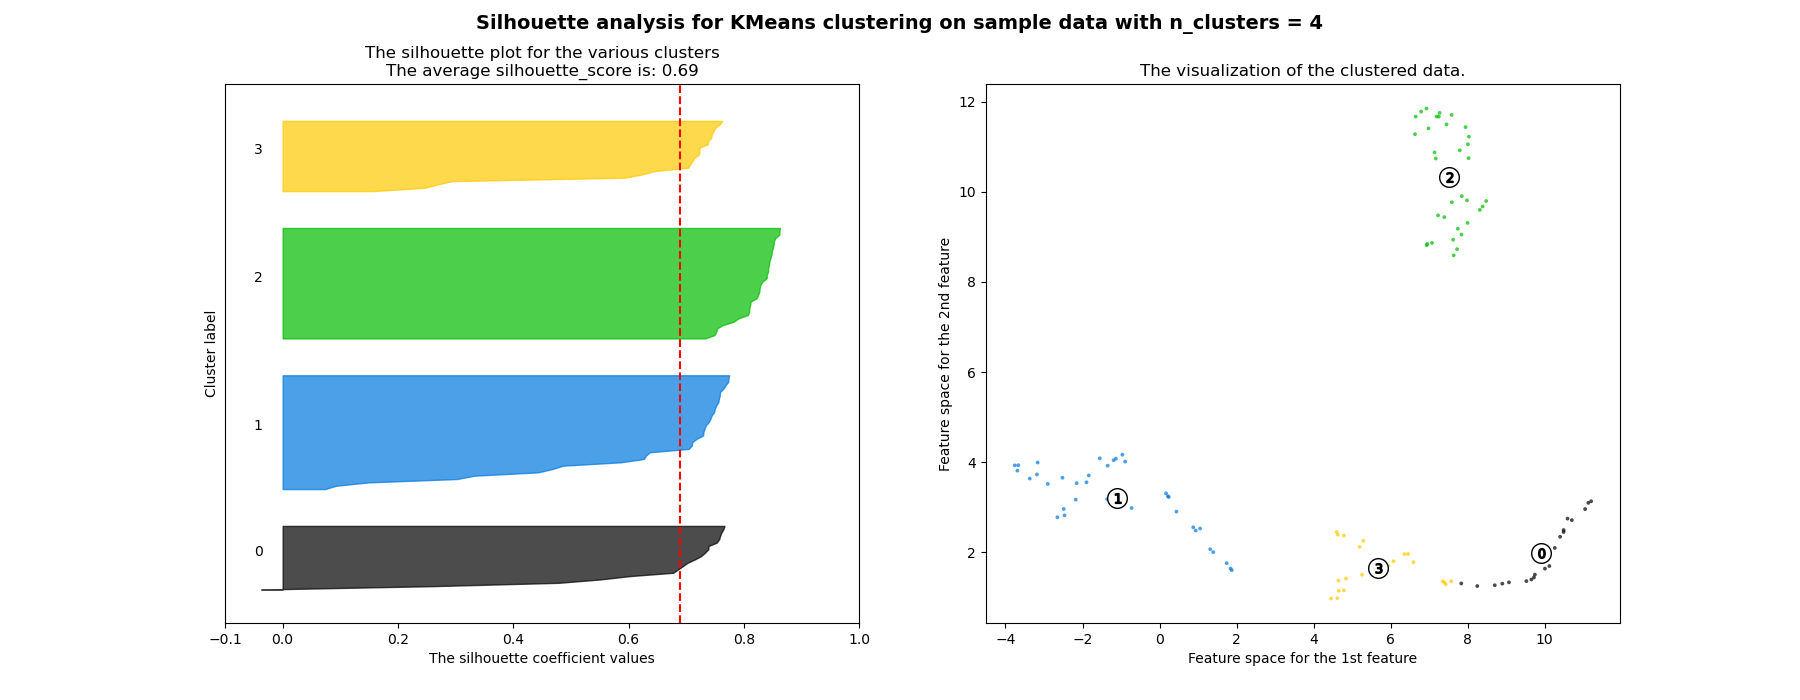 Silhouette analysis for KMeans clustering on sample data with n_clusters = 4
The silhouette plot for the various clusters
The average silhouette_score is: 0.69
3
2
1
0
Cluster label
−0.1 0.0 0.2 0.4 0.6 0.8 1.0
The silhouette coefficient values
The visualization of the clustered data.
12
10
8
6
4
2
Feature space for the 2nd feature
2
1
0
3
−4 −2 0 2 4 6 8 10
Feature space for the 1st feature